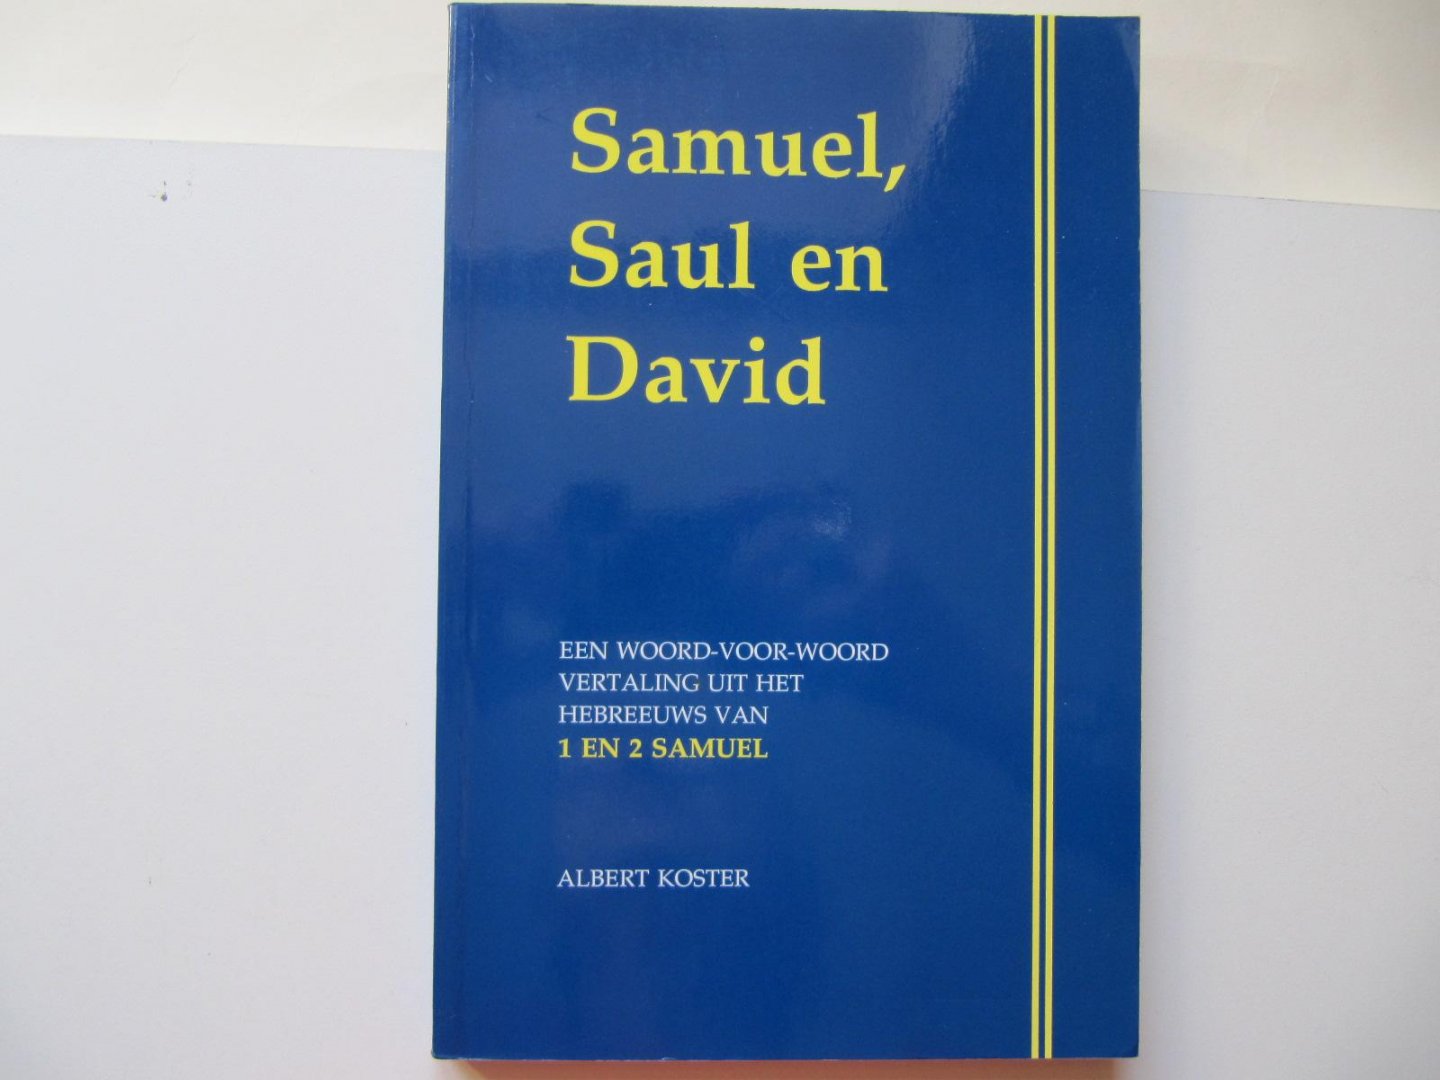 Samuel,
Saul en
David
EEN WOORD-VOOR-WOORD
VERTALING UIT HET
HEBREEUWS VAN
1 EN 2 SAMUEL
ALBERT KOSTER